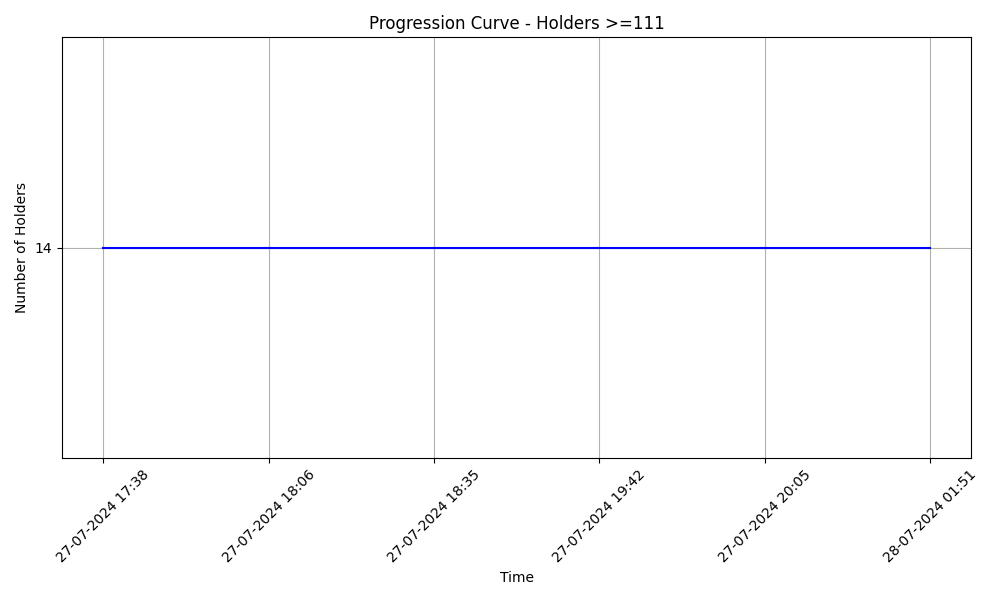 Progression Curve - Holders >=111
Number of Holders
14
27-07-2024 17:38
27-07-2024 18:06
27-07-2024 18:35
27-07-2024 19:42
27-07-2024 20:05
28-07-2024 01:51
Time